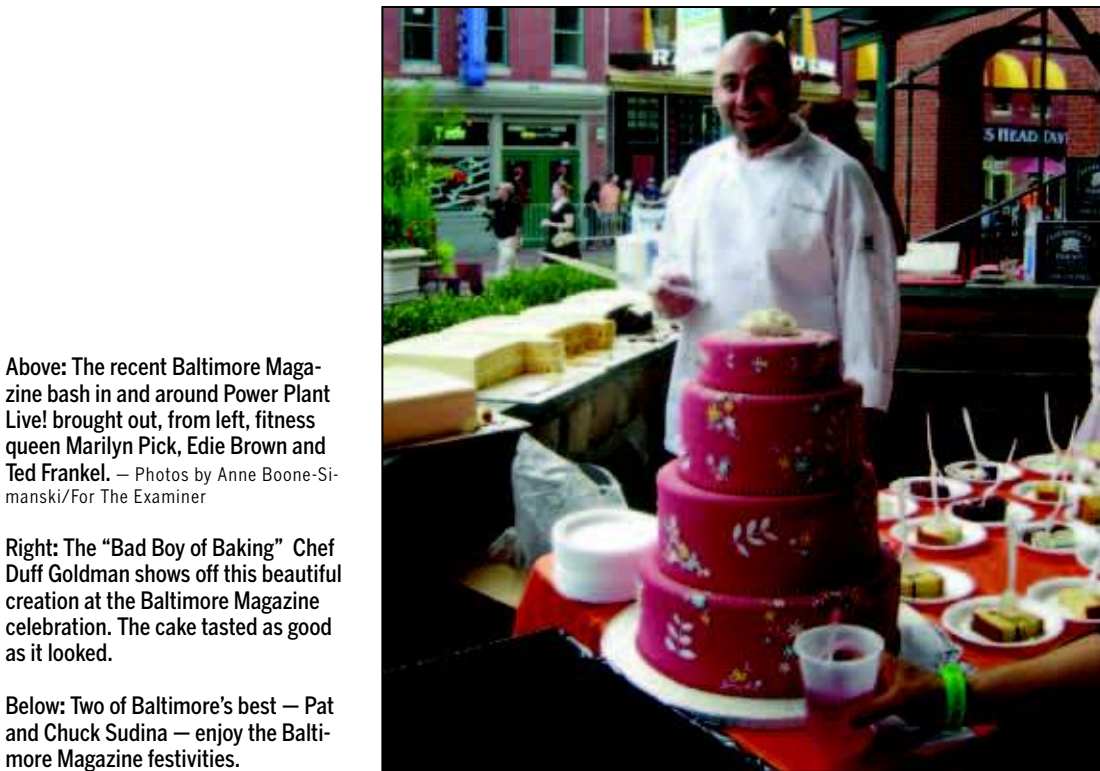 Above: The recent Baltimore Maga-
zine bash in and around Power Plant
Live! brought out, from left, fitness
queen Marilyn Pick, Edie Brown and
Ted Frankel. — Photos by Anne Boone-Si-
manski/For The Examiner
Right: The “Bad Boy of Baking”  Chef
Duff Goldman shows off this beautiful
creation at the Baltimore Magazine
celebration. The cake tasted as good
as it looked.
Below: Two of Baltimore’s best — Pat
and Chuck Sudina — enjoy the Balti-
more Magazine festivities.
S HEAD TAV